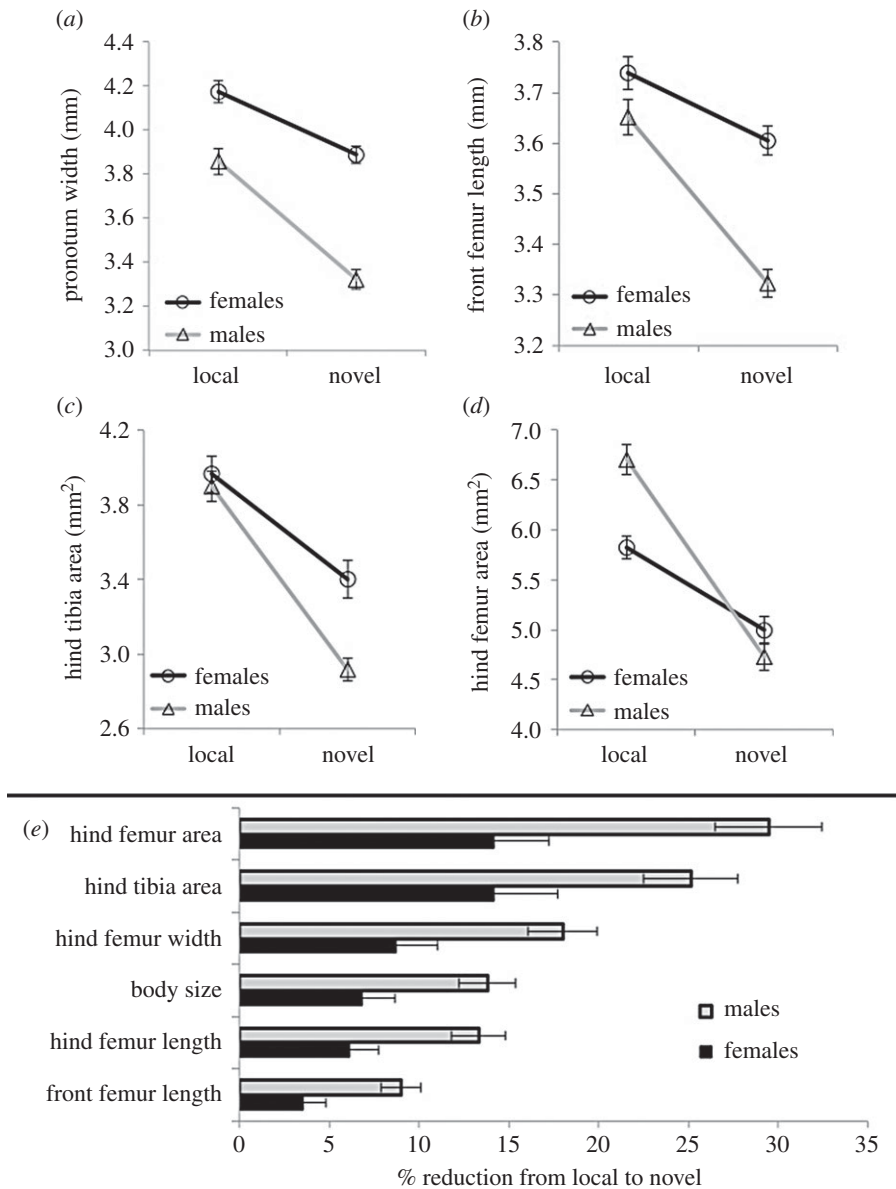 (a)
4.4
4.2
4.0
3.8
3.6
3.4
3.2
3.0
pronotum width (mm)
females
males
local novel
(b)
3.8
3.7
3.6
3.5
3.4
3.3
3.2
front femur length (mm)
females
males
local novel
(c)
4.2
3.8
3.4
3.0
2.6
hind tibia area (mm²)
females
males
local novel
(d)
7.0
6.5
6.0
5.5
5.0
4.5
4.0
hind femur area (mm²)
females
males
local novel
(e)
hind femur area
hind tibia area
hind femur width
body size
hind femur length
front femur length
males
females
0 5 10 15 20 25 30 35
% reduction from local to novel